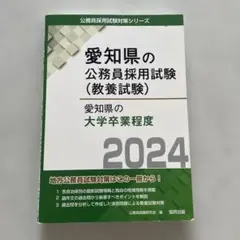 公務員採用試験対策シリーズ
愛知県の
公務員採用試験
(教養試験)
愛知県の
大学卒業程度
2024
地方公務員試験対策はこの一冊から!
公務員試験研究会 編
協同出版